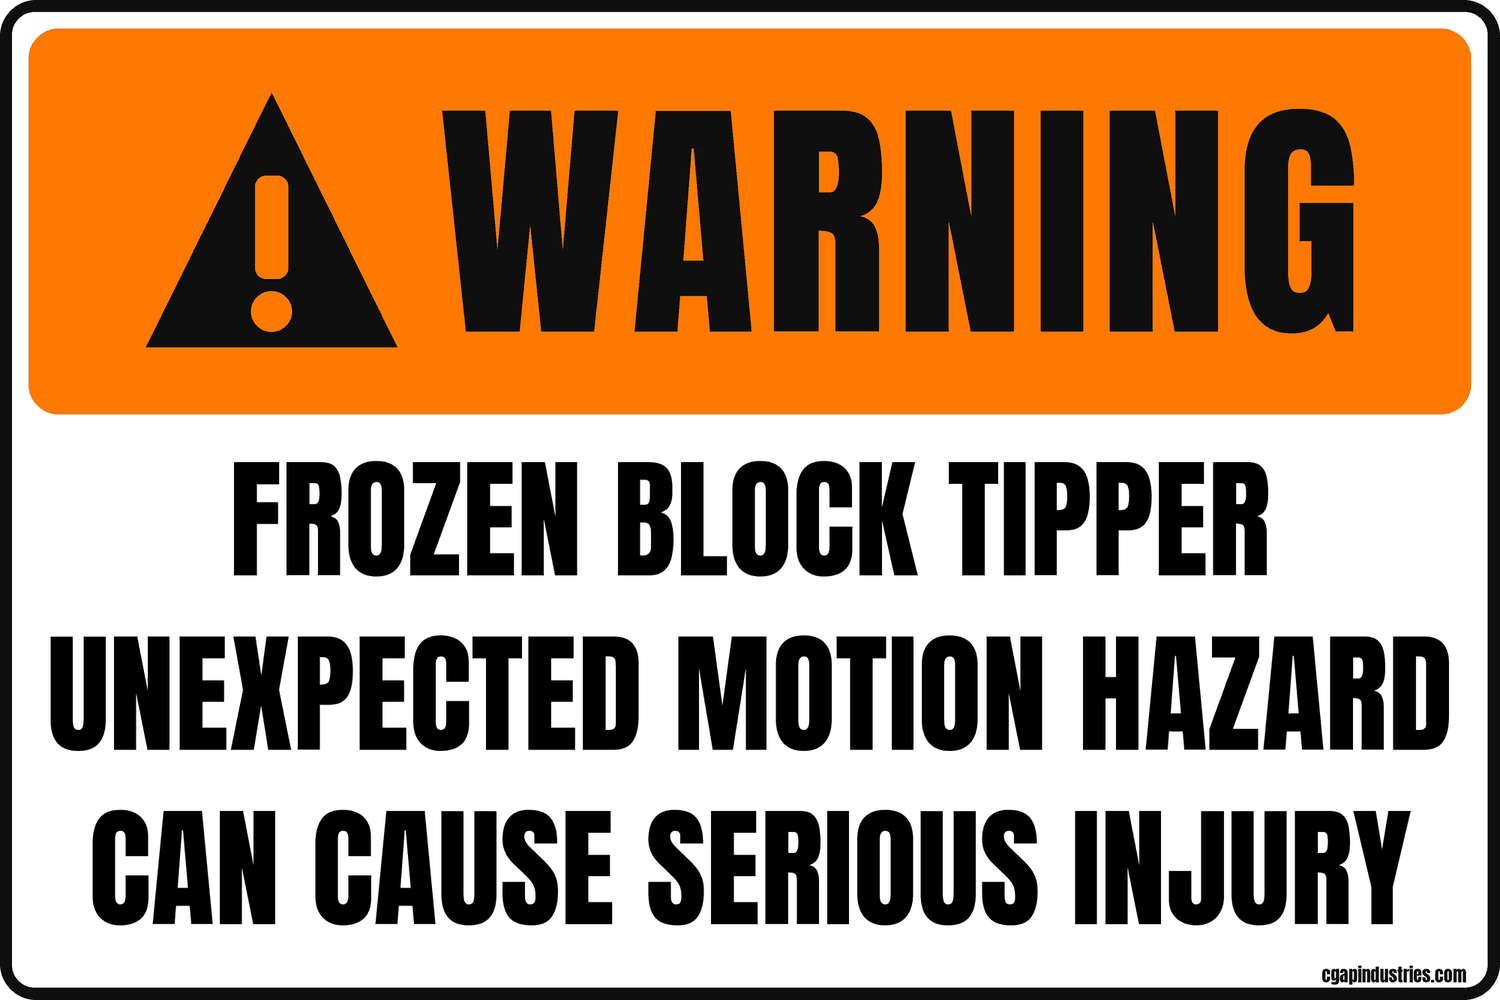 WARNING
FROZEN BLOCK TIPPER
UNEXPECTED MOTION HAZARD
CAN CAUSE SERIOUS INJURY
cgapindustries.com